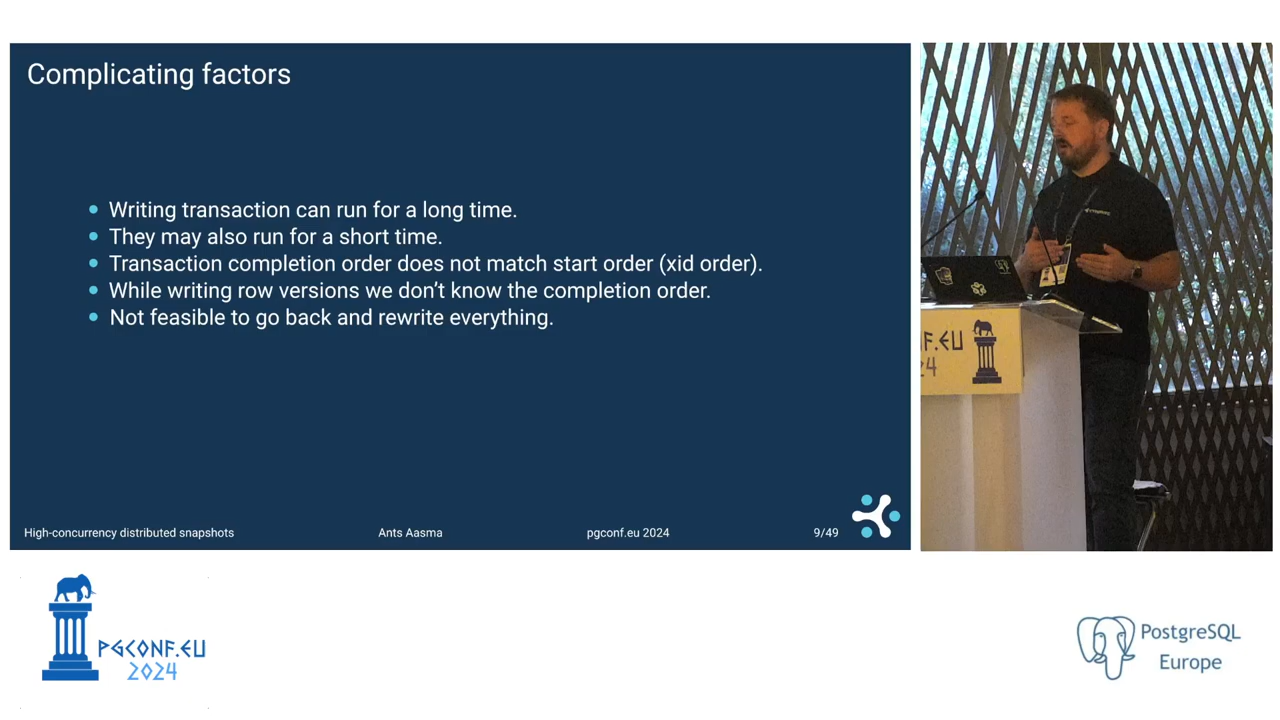 Complicating factors
Writing transaction can run for a long time.
They may also run for a short time.
Transaction completion order does not match start order (xid order).
While writing row versions we don't know the completion order.
Not feasible to go back and rewrite everything.
High-concurrency distributed snapshots
Ants Aasma
pgconf.eu 2024
9/49
NF.EU
24
PGCONF.EU
2024
PostgreSQL
Europe